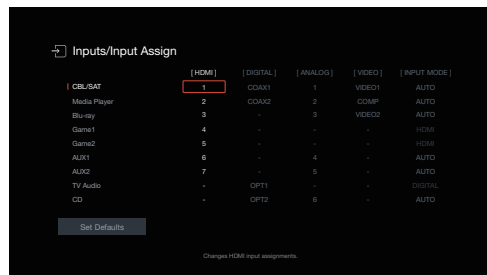 Inputs/Input Assign
[ HDMI ] [ DIGITAL ] [ ANALOG ] [ VIDEO ] [ INPUT MODE ]
CBL/SAT 1 COAX1 1 VIDEO1 AUTO
Media Player 2 COAX2 2 COMP AUTO
Blu-ray 3 - 3 VIDEO2 AUTO
Game1 4 - - - HDMI
Game2 5 - - - HDMI
AUX1 6 - 4 - AUTO
AUX2 7 - 5 - AUTO
TV Audio - OPT1 - - DIGITAL
CD - OPT2 6 - AUTO
Set Defaults
Changes HDMI input assignments.